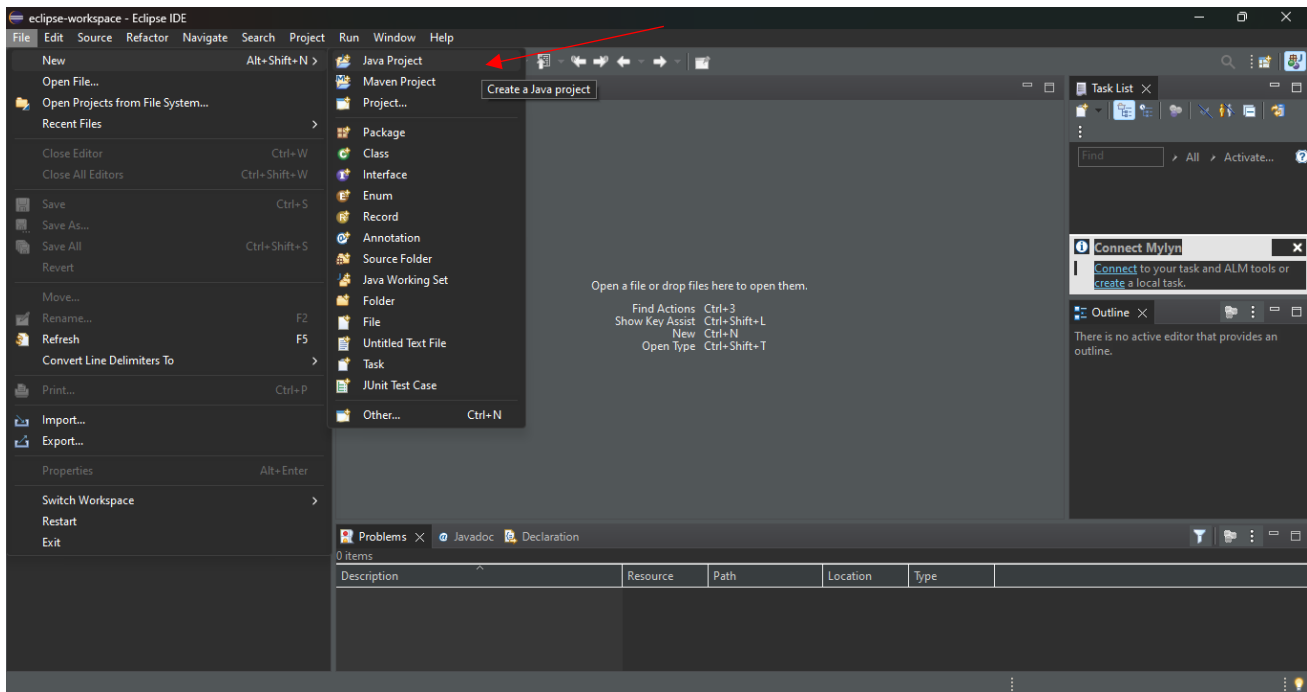 eclipse-workspace - Eclipse IDE
File Edit Source Refactor Navigate Search Project Run Window Help
New Alt+Shift+N >
Open File...
Open Projects from File System...
Recent Files >
Close Editor Ctrl+W
Close All Editors Ctrl+Shift+W
Save Ctrl+S
Save As...
Save All Ctrl+Shift+S
Revert
Move...
Rename... F2
Refresh F5
Convert Line Delimiters To >
Print... Ctrl+P
Import...
Export...
Properties Alt+Enter
Switch Workspace >
Restart
Exit
Java Project
Maven Project
Project...
Create a Java project
Package
Class
Interface
Enum
Record
Annotation
Source Folder
Java Working Set
Folder
File
Untitled Text File
Task
JUnit Test Case
Other... Ctrl+N
Open a file or drop files here to open them.
Find Actions Ctrl+3
Show Key Assist Ctrl+Shift+L
New Ctrl+N
Open Type Ctrl+Shift+T
Task List
Find All Activate...
Connect Mylyn
Connect to your task and ALM tools or
create a local task.
Outline
There is no active editor that provides an
outline.
Problems @ Javadoc Declaration
0 items
Description Resource Path Location Type